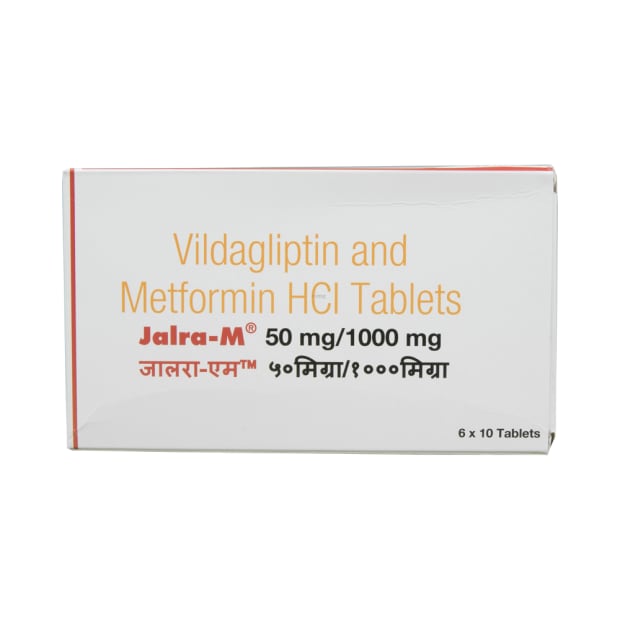 Vildagliptin and
Metformin HCl Tablets
Jalra-M® 50 mg/1000 mg
जालरा-एम™ ५०मिग्रा/१०००मिग्रा
6 x 10 Tablets